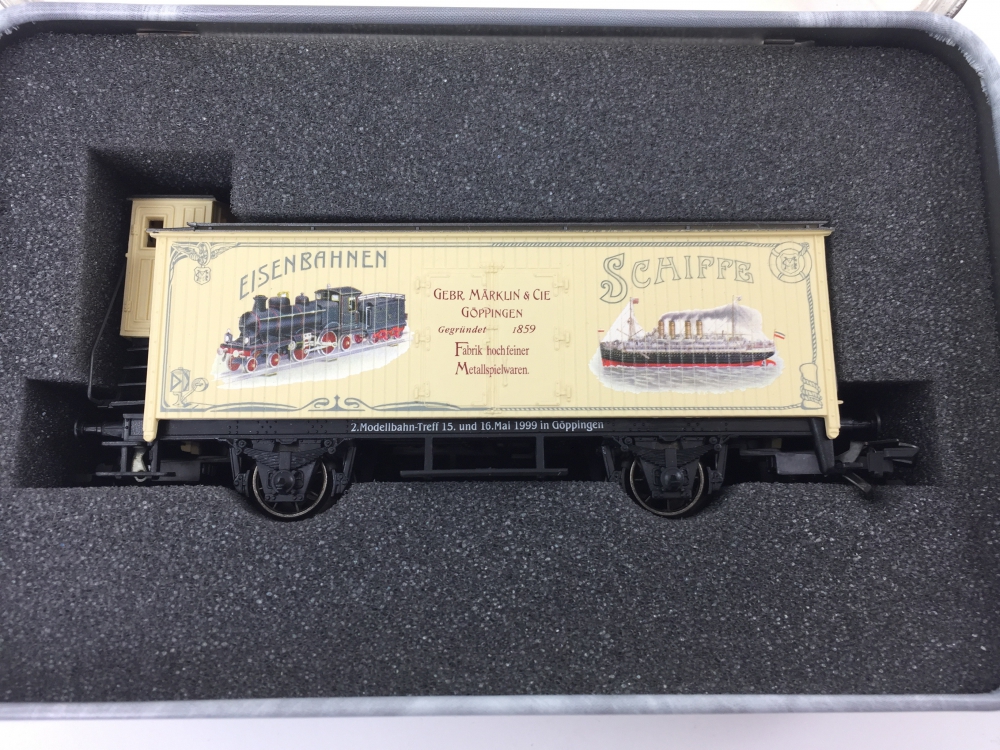 EISENBAHNEN
SCHIFFE
GEBR. MÄRKLIN & CIE
GÖPPINGEN
Gegründet 1859
Fabrik hochfeiner
Metallspielwaren.
2.Modellbahn-Treff 15. und 16.Mai 1999 in Göppingen